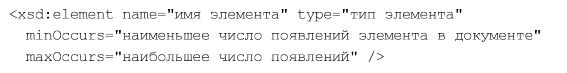 <xsd:element name="имя элемента" type="тип элемента"
minOccurs="наименьшее число появлений элемента в документе"
maxOccurs="наибольшее число появлений" />